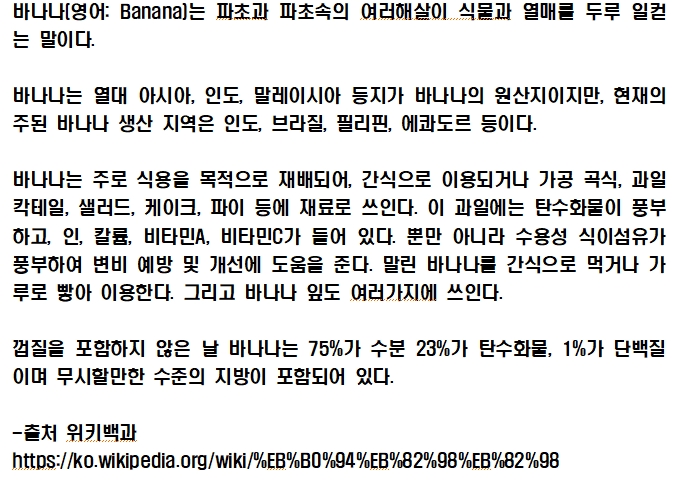 바나나(영어: Banana)는 파초과 파초속의 여러해살이 식물과 열매를 두루 일컫
는 말이다.
바나나는 열대 아시아, 인도, 말레이시아 등지가 바나나의 원산지이지만, 현재의
주된 바나나 생산 지역은 인도, 브라질, 필리핀, 에콰도르 등이다.
바나나는 주로 식용을 목적으로 재배되어, 간식으로 이용되거나 가공 곡식, 과일
칵테일, 샐러드, 케이크, 파이 등에 재료로 쓰인다. 이 과일에는 탄수화물이 풍부
하고, 인, 칼륨, 비타민A, 비타민C가 들어 있다. 뿐만 아니라 수용성 식이섬유가
풍부하여 변비 예방 및 개선에 도움을 준다. 말린 바나나를 간식으로 먹거나 가
루로 빻아 이용한다. 그리고 바나나 잎도 여러가지에 쓰인다.
껍질을 포함하지 않은 날 바나나는 75%가 수분 23%가 탄수화물, 1%가 단백질
이며 무시할만한 수준의 지방이 포함되어 있다.
-출처 위키백과
https://ko.wikipedia.org/wiki/%EB%B0%94%EB%82%98%EB%82%98